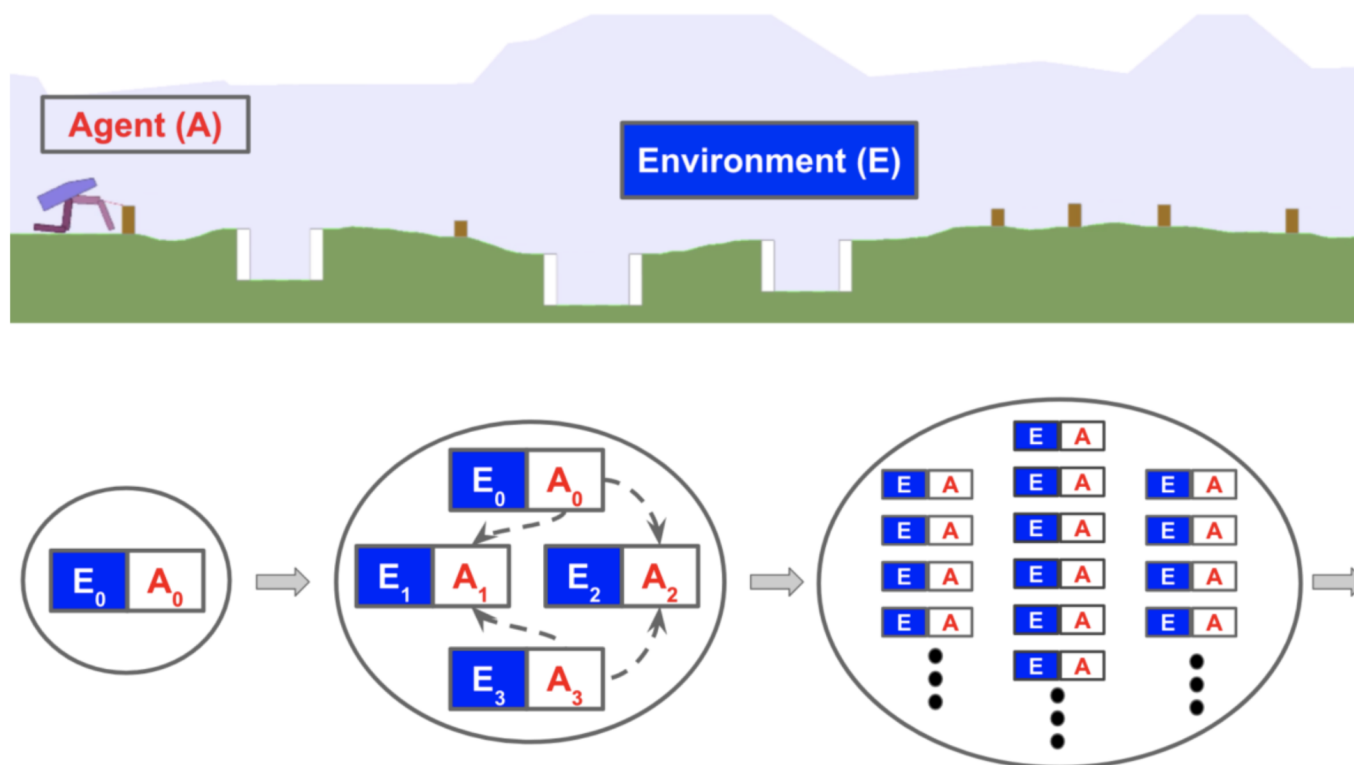 Agent (A)
Environment (E)
E₀ A₀
E₀ A₀
E₁ A₁ E₂ A₂
E₃ A₃
E A
E A E A E A
E A E A E A
E A E A E A
E A E A E A
E A